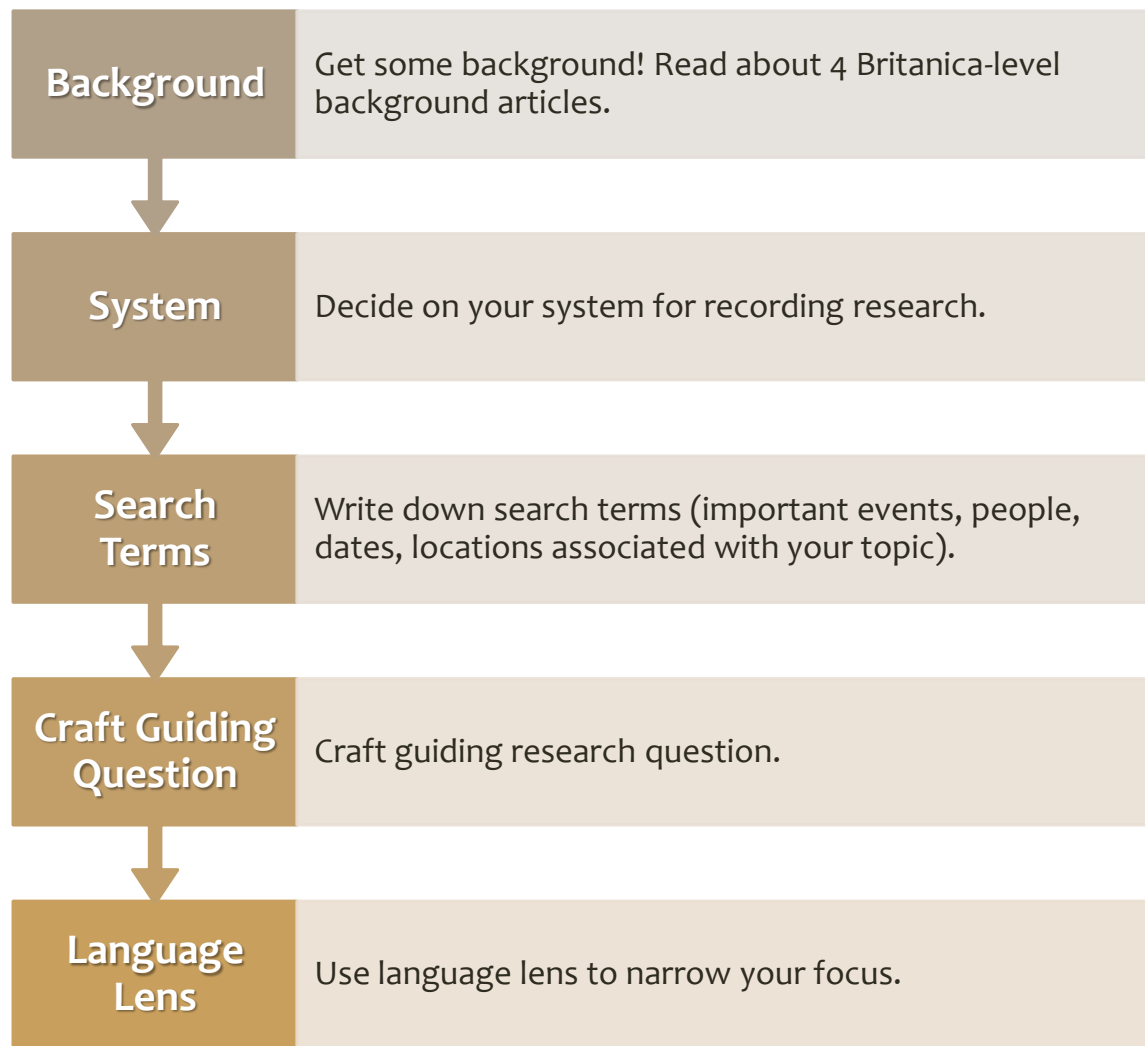 Background
Get some background! Read about 4 Britanica-level
background articles.
System
Decide on your system for recording research.
Search
Terms
Write down search terms (important events, people,
dates, locations associated with your topic).
Craft Guiding
Question
Craft guiding research question.
Language
Lens
Use language lens to narrow your focus.